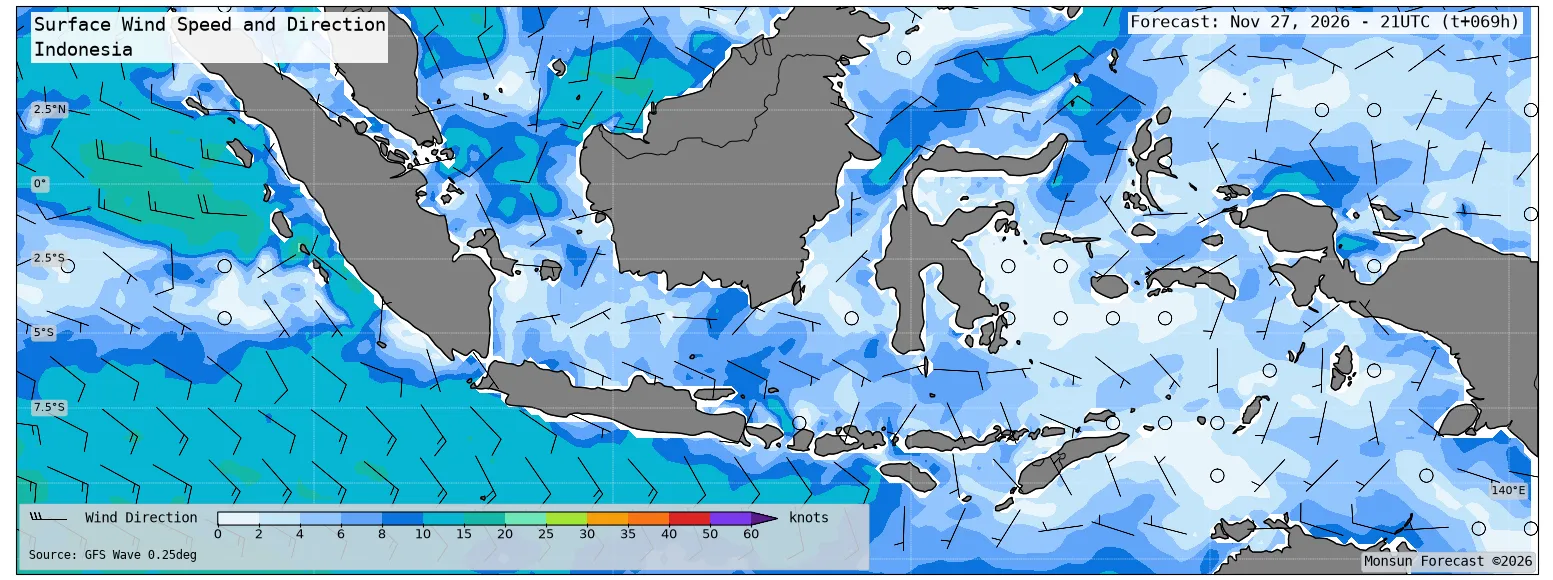 Surface Wind Speed and Direction
Indonesia
Forecast: Nov 27, 2026 - 21UTC (t+069h)
2.5°N
0°
2.5°S
5°S
7.5°S
140°E
Wind Direction
0 2 4 6 8 10 15 20 25 30 35 40 50 60 knots
Source: GFS Wave 0.25deg
Monsun Forecast ©2026